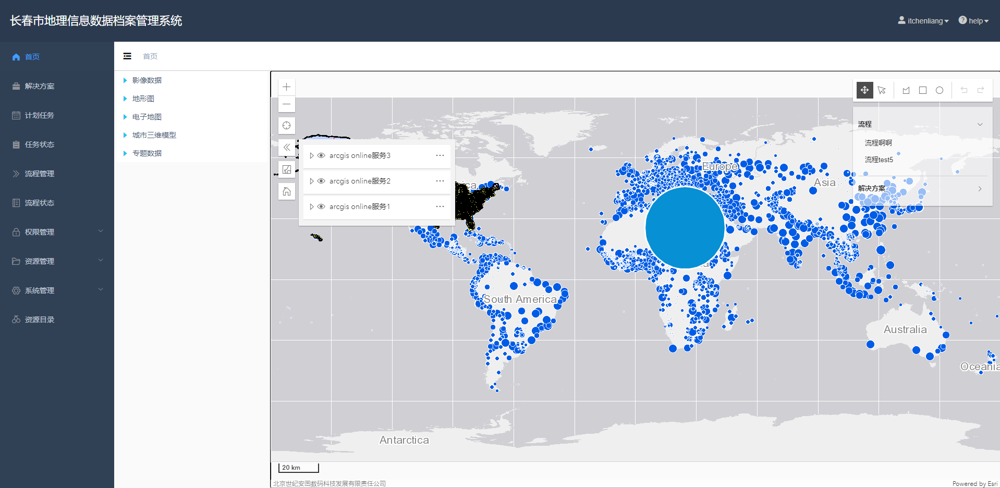 长春市地理信息数据档案管理系统
itchenliang
help
首页
解决方案
计划任务
任务状态
流程管理
流程状态
权限管理
资源管理
系统管理
资源目录
首页
影像数据
地形图
电子地图
城市三维模型
专题数据
arcgis online服务3
arcgis online服务2
arcgis online服务1
流程
流程啊啊
流程test5
解决方案
Europe
Asia
South America
Australia
Oceania
Antarctica
20 km
北京世纪安图数码科技发展有限责任公司
Powered by Esri